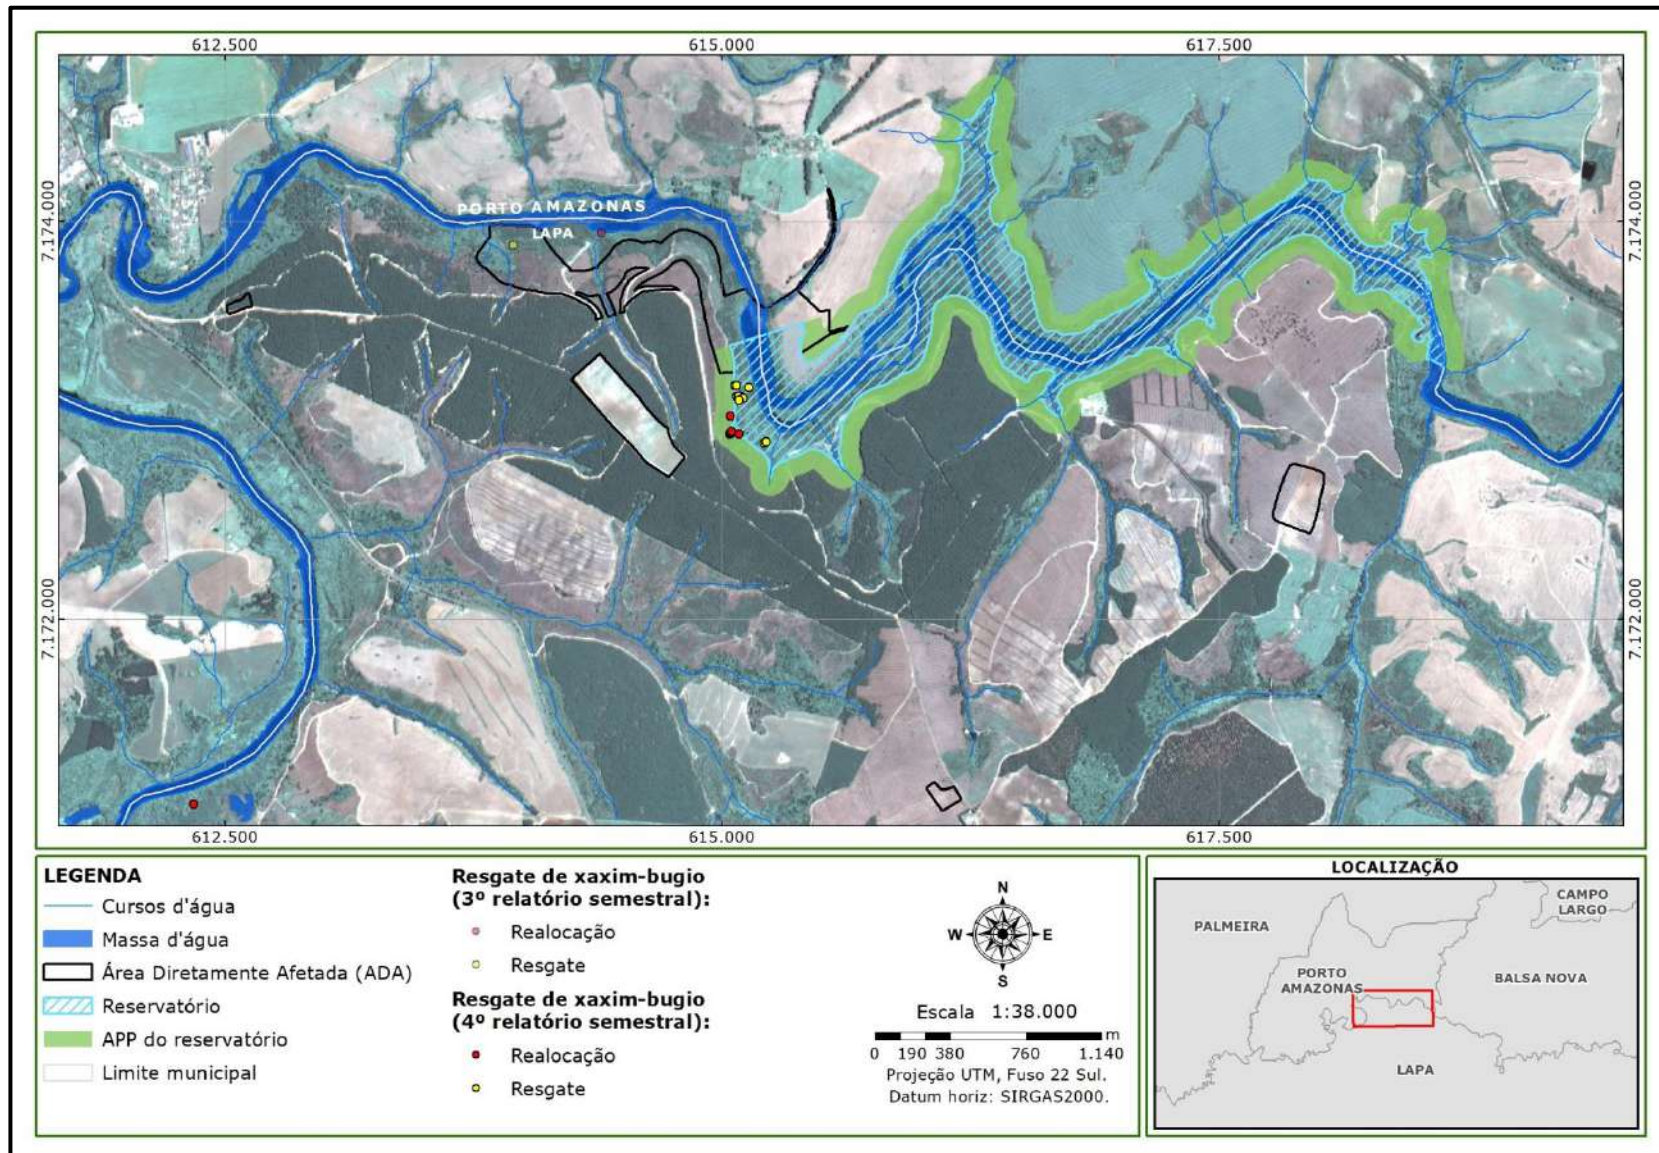 612.500
615.000
617.500
7.174.000
7.174.000
PORTO AMAZONAS
LAPA
7.172.000
7.172.000
612.500
615.000
617.500
LEGENDA
Cursos d'água
Massa d'água
Área Diretamente Afetada (ADA)
Reservatório
APP do reservatório
Limite municipal
Resgate de xaxim-bugio
(3º relatório semestral):
Realocação
Resgate
Resgate de xaxim-bugio
(4º relatório semestral):
Realocação
Resgate
N
W
E
S
Escala 1:38.000
m
0 190 380 760 1.140
Projeção UTM, Fuso 22 Sul.
Datum horiz: SIRGAS2000.
LOCALIZAÇÃO
CAMPO
LARGO
PALMEIRA
PORTO
AMAZONAS
BALSA NOVA
LAPA